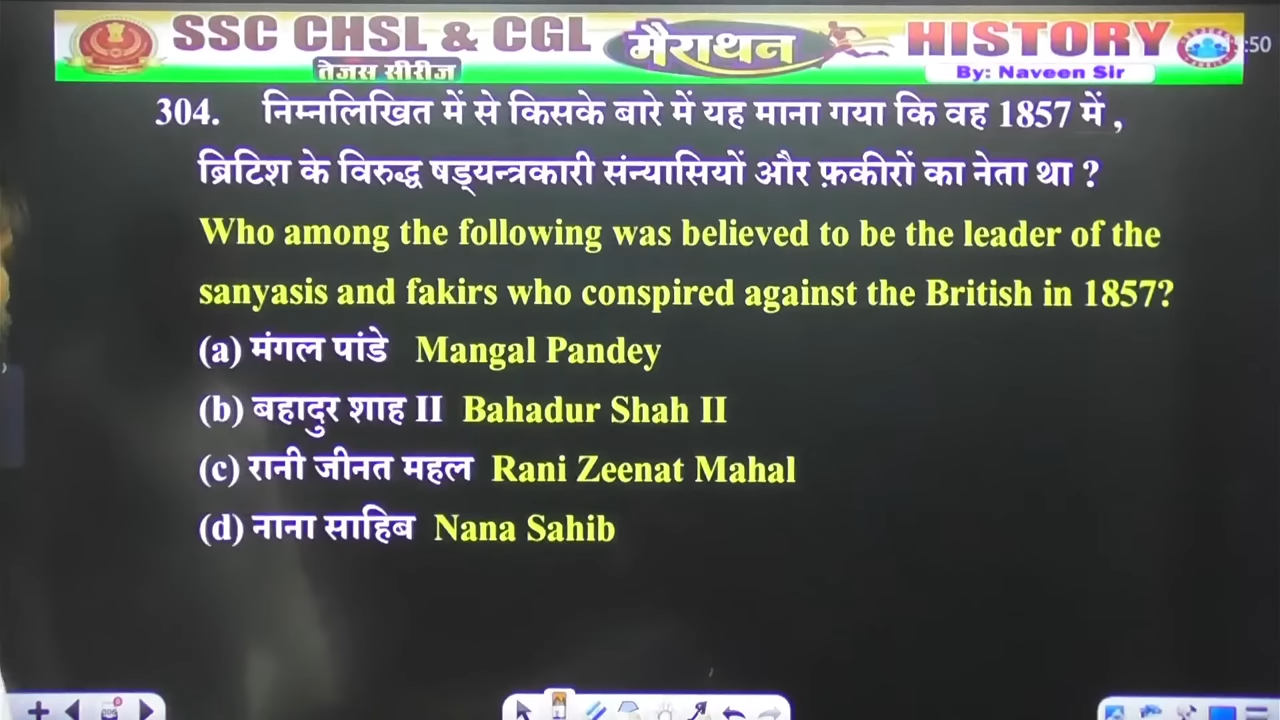 SSC CHSL & CGL
तेजस सीरीज
मैराथन
HISTORY
By: Naveen Sir
:50
304. निम्नलिखित में से किसके बारे में यह माना गया कि वह 1857 में ,
ब्रिटिश के विरुद्ध षड्यन्त्रकारी संन्यासियों और फ़कीरों का नेता था ?
Who among the following was believed to be the leader of the
sanyasis and fakirs who conspired against the British in 1857?
(a) मंगल पांडे Mangal Pandey
(b) बहादुर शाह II Bahadur Shah II
(c) रानी जीनत महल Rani Zeenat Mahal
(d) नाना साहिब Nana Sahib